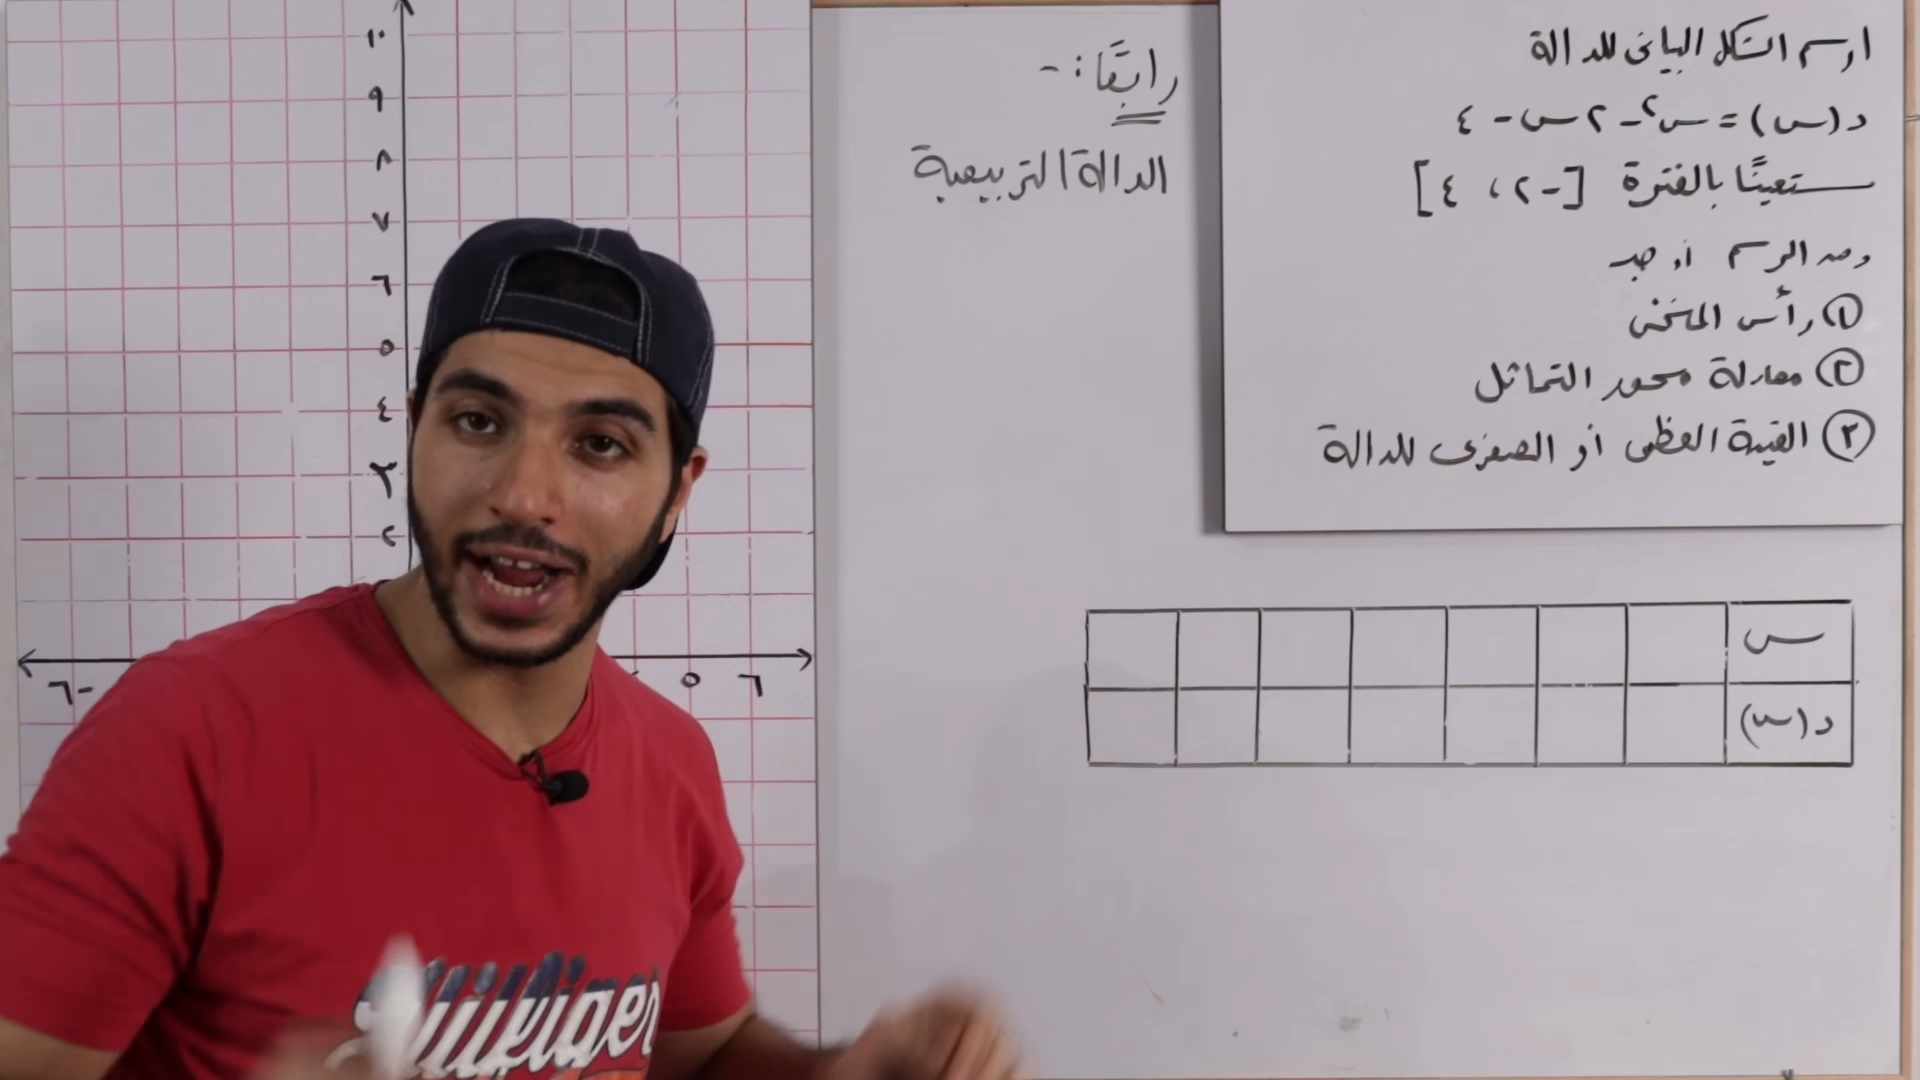 ارسم الشكل البيانى للدالة
د(س) = س٢ - ٢س - ٤
مستعينًا بالفترة [-٢ ، ٤]
ومن الرسم أوجد
① رأس المنحنى
② معادلة محور التماثل
③ القيمة العظمى أو الصغرى للدالة
رابعًا :-
الدالة التربيعية
س
د(س)
١٠
٩
٨
٧
٦
٥
٤
٣
٢
-٦
٥
٦